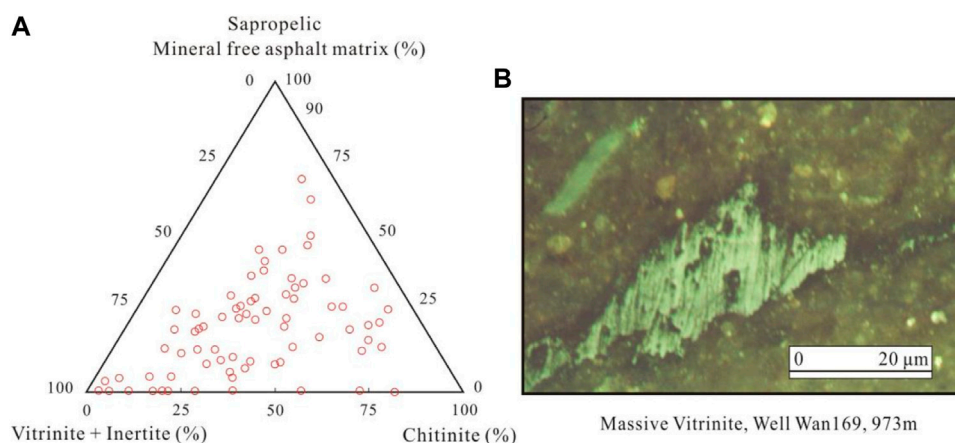 A
Sapropelic
Mineral free asphalt matrix (%)
0 100
90
25 75
50 50
75 25
100 0
0 25 50 75 100
Vitrinite + Inertite (%) Chitinite (%)
B
0 20 μm
Massive Vitrinite, Well Wan169, 973m